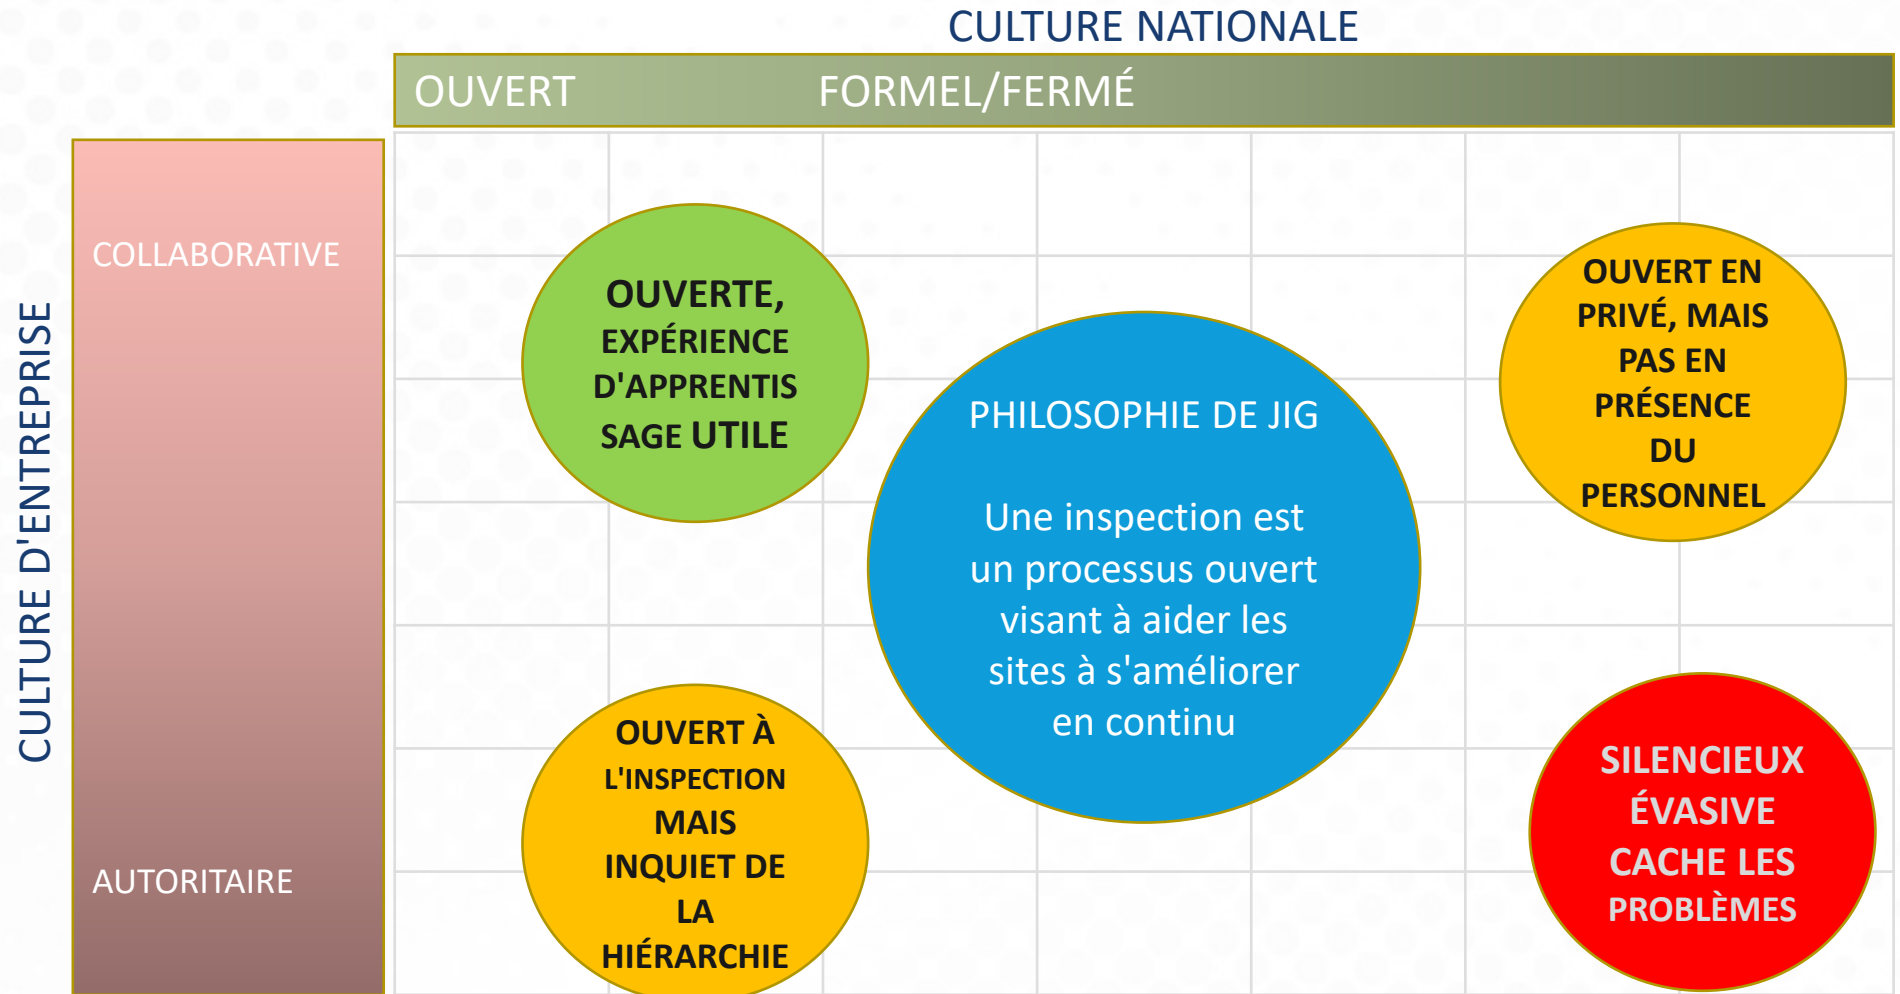 CULTURE NATIONALE
OUVERT
FORMEL/FERMÉ
CULTURE D'ENTREPRISE
COLLABORATIVE
AUTORITAIRE
OUVERTE,
EXPÉRIENCE
D'APPRENTIS
SAGE UTILE
PHILOSOPHIE DE JIG
Une inspection est
un processus ouvert
visant à aider les
sites à s'améliorer
en continu
OUVERT EN
PRIVÉ, MAIS
PAS EN
PRÉSENCE
DU
PERSONNEL
OUVERT À
L'INSPECTION
MAIS
INQUIET DE
LA
HIÉRARCHIE
SILENCIEUX
ÉVASIVE
CACHE LES
PROBLÈMES